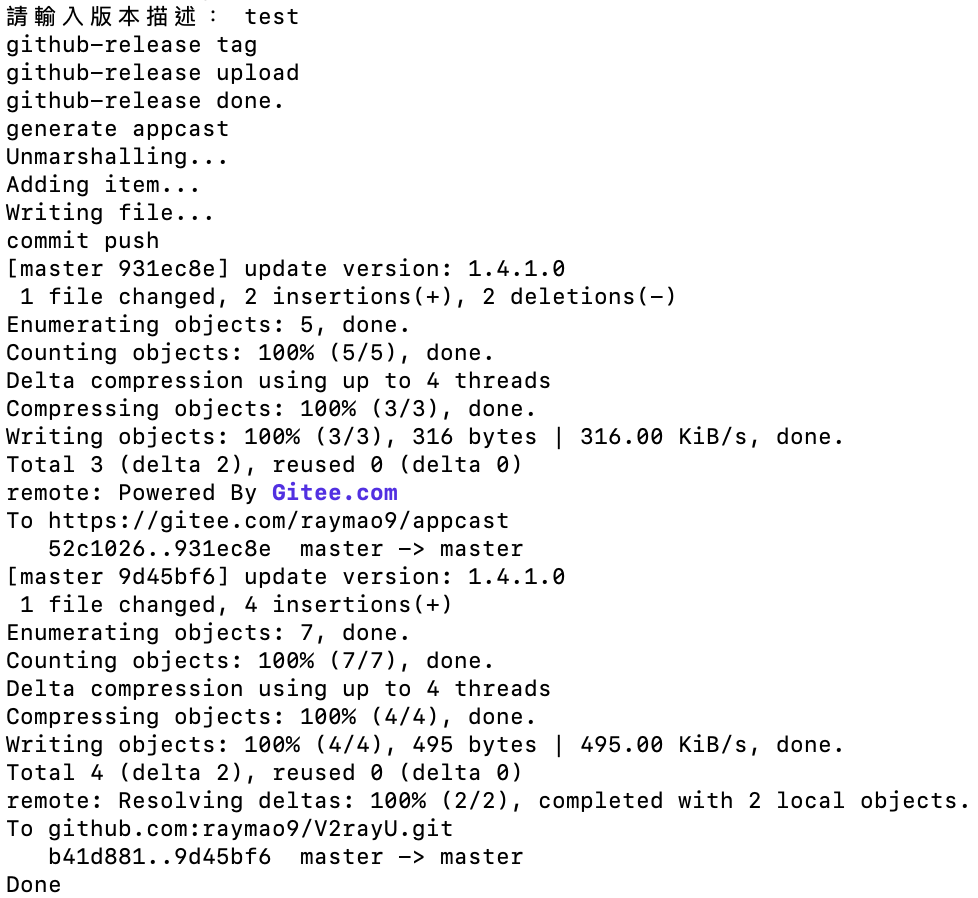 請輸入版本描述： test
github-release tag
github-release upload
github-release done.
generate appcast
Unmarshalling...
Adding item...
Writing file...
commit push
[master 931ec8e] update version: 1.4.1.0
 1 file changed, 2 insertions(+), 2 deletions(-)
Enumerating objects: 5, done.
Counting objects: 100% (5/5), done.
Delta compression using up to 4 threads
Compressing objects: 100% (3/3), done.
Writing objects: 100% (3/3), 316 bytes | 316.00 KiB/s, done.
Total 3 (delta 2), reused 0 (delta 0)
remote: Powered By Gitee.com
To https://gitee.com/raymao9/appcast
   52c1026..931ec8e  master -> master
[master 9d45bf6] update version: 1.4.1.0
 1 file changed, 4 insertions(+)
Enumerating objects: 7, done.
Counting objects: 100% (7/7), done.
Delta compression using up to 4 threads
Compressing objects: 100% (4/4), done.
Writing objects: 100% (4/4), 495 bytes | 495.00 KiB/s, done.
Total 4 (delta 2), reused 0 (delta 0)
remote: Resolving deltas: 100% (2/2), completed with 2 local objects.
To github.com:raymao9/V2rayU.git
   b41d881..9d45bf6  master -> master
Done